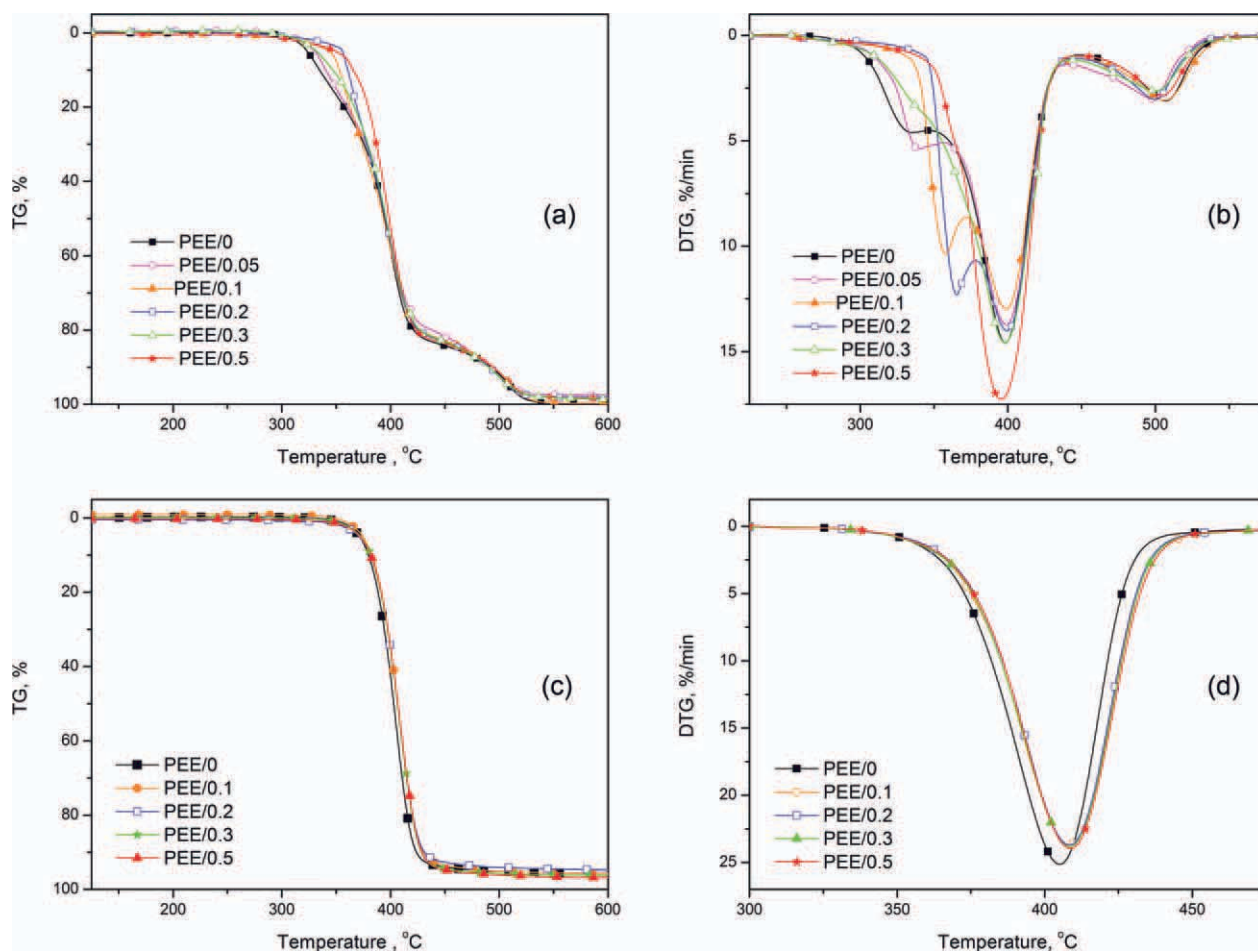 TG, %
0
20
40
60
80
100
200
300
400
500
600
Temperature , °C
(a)
PEE/0
PEE/0.05
PEE/0.1
PEE/0.2
PEE/0.3
PEE/0.5
DTG, %/min
0
5
10
15
300
400
500
Temperature, °C
(b)
PEE/0
PEE/0.05
PEE/0.1
PEE/0.2
PEE/0.3
PEE/0.5
TG, %
0
20
40
60
80
100
200
300
400
500
600
Temperature , °C
(c)
PEE/0
PEE/0.1
PEE/0.2
PEE/0.3
PEE/0.5
DTG, %/min
0
5
10
15
20
25
300
350
400
450
Temperature, °C
(d)
PEE/0
PEE/0.1
PEE/0.2
PEE/0.3
PEE/0.5